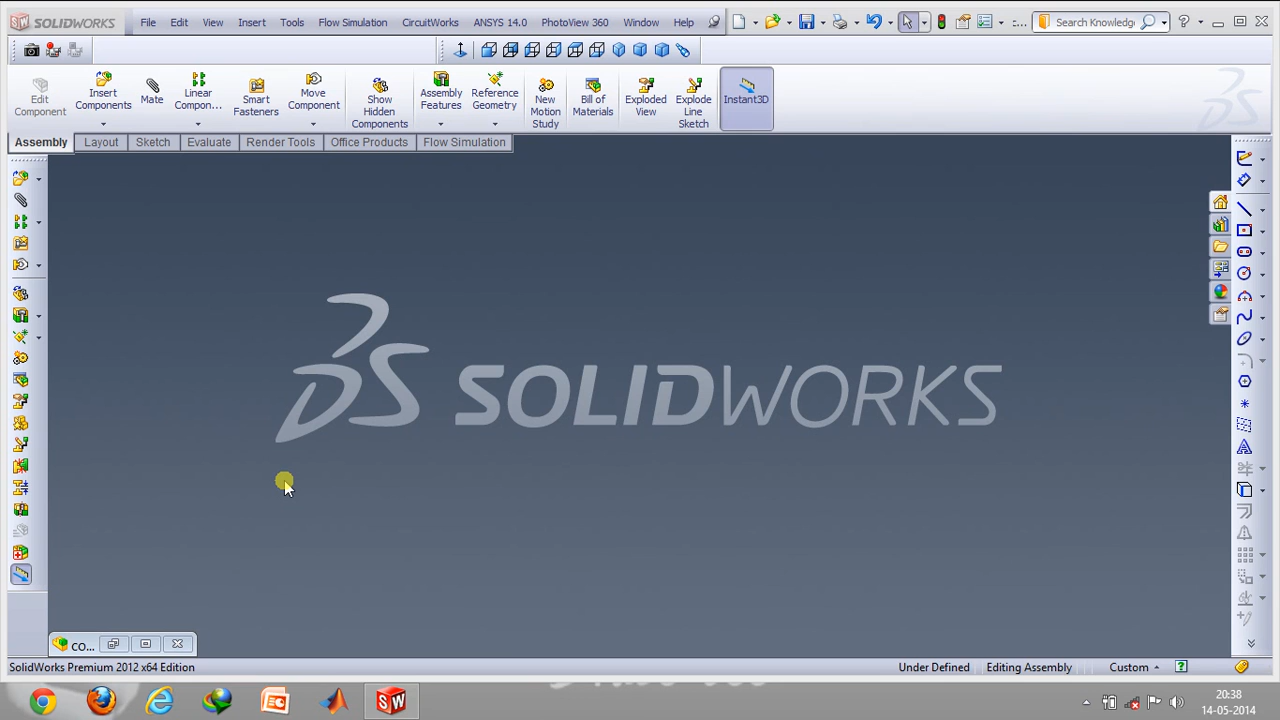 SOLIDWORKS File Edit View Insert Tools Flow Simulation CircuitWorks ANSYS 14.0 PhotoView 360 Window Help ...: Search Knowledge
Edit Component
Insert Components
Mate
Linear Compon...
Smart Fasteners
Move Component
Show Hidden Components
Assembly Features
Reference Geometry
New Motion Study
Bill of Materials
Exploded View
Explode Line Sketch
Instant3D
Assembly Layout Sketch Evaluate Render Tools Office Products Flow Simulation
SOLIDWORKS
CO...
SolidWorks Premium 2012 x64 Edition Under Defined Editing Assembly Custom
20:38
14-05-2014